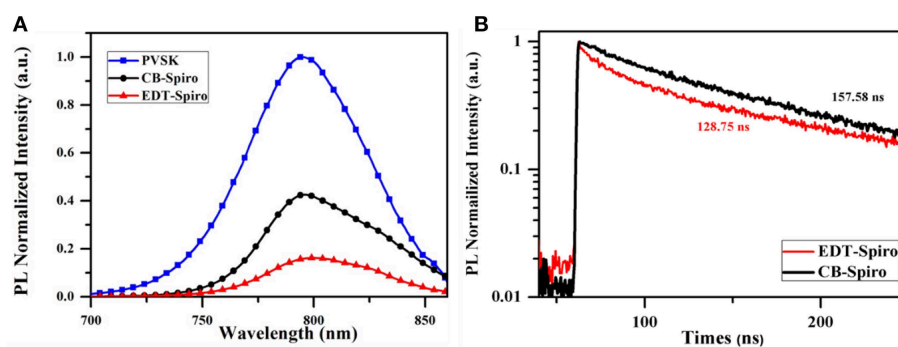 A
PL Normalized Intensity (a.u.)
1.0
0.8
0.6
0.4
0.2
0.0
PVSK
CB-Spiro
EDT-Spiro
700
750
800
850
Wavelength (nm)
B
PL Normailized Intensity (a.u.)
1
0.1
0.01
157.58 ns
128.75 ns
EDT-Spiro
CB-Spiro
100
200
Times (ns)